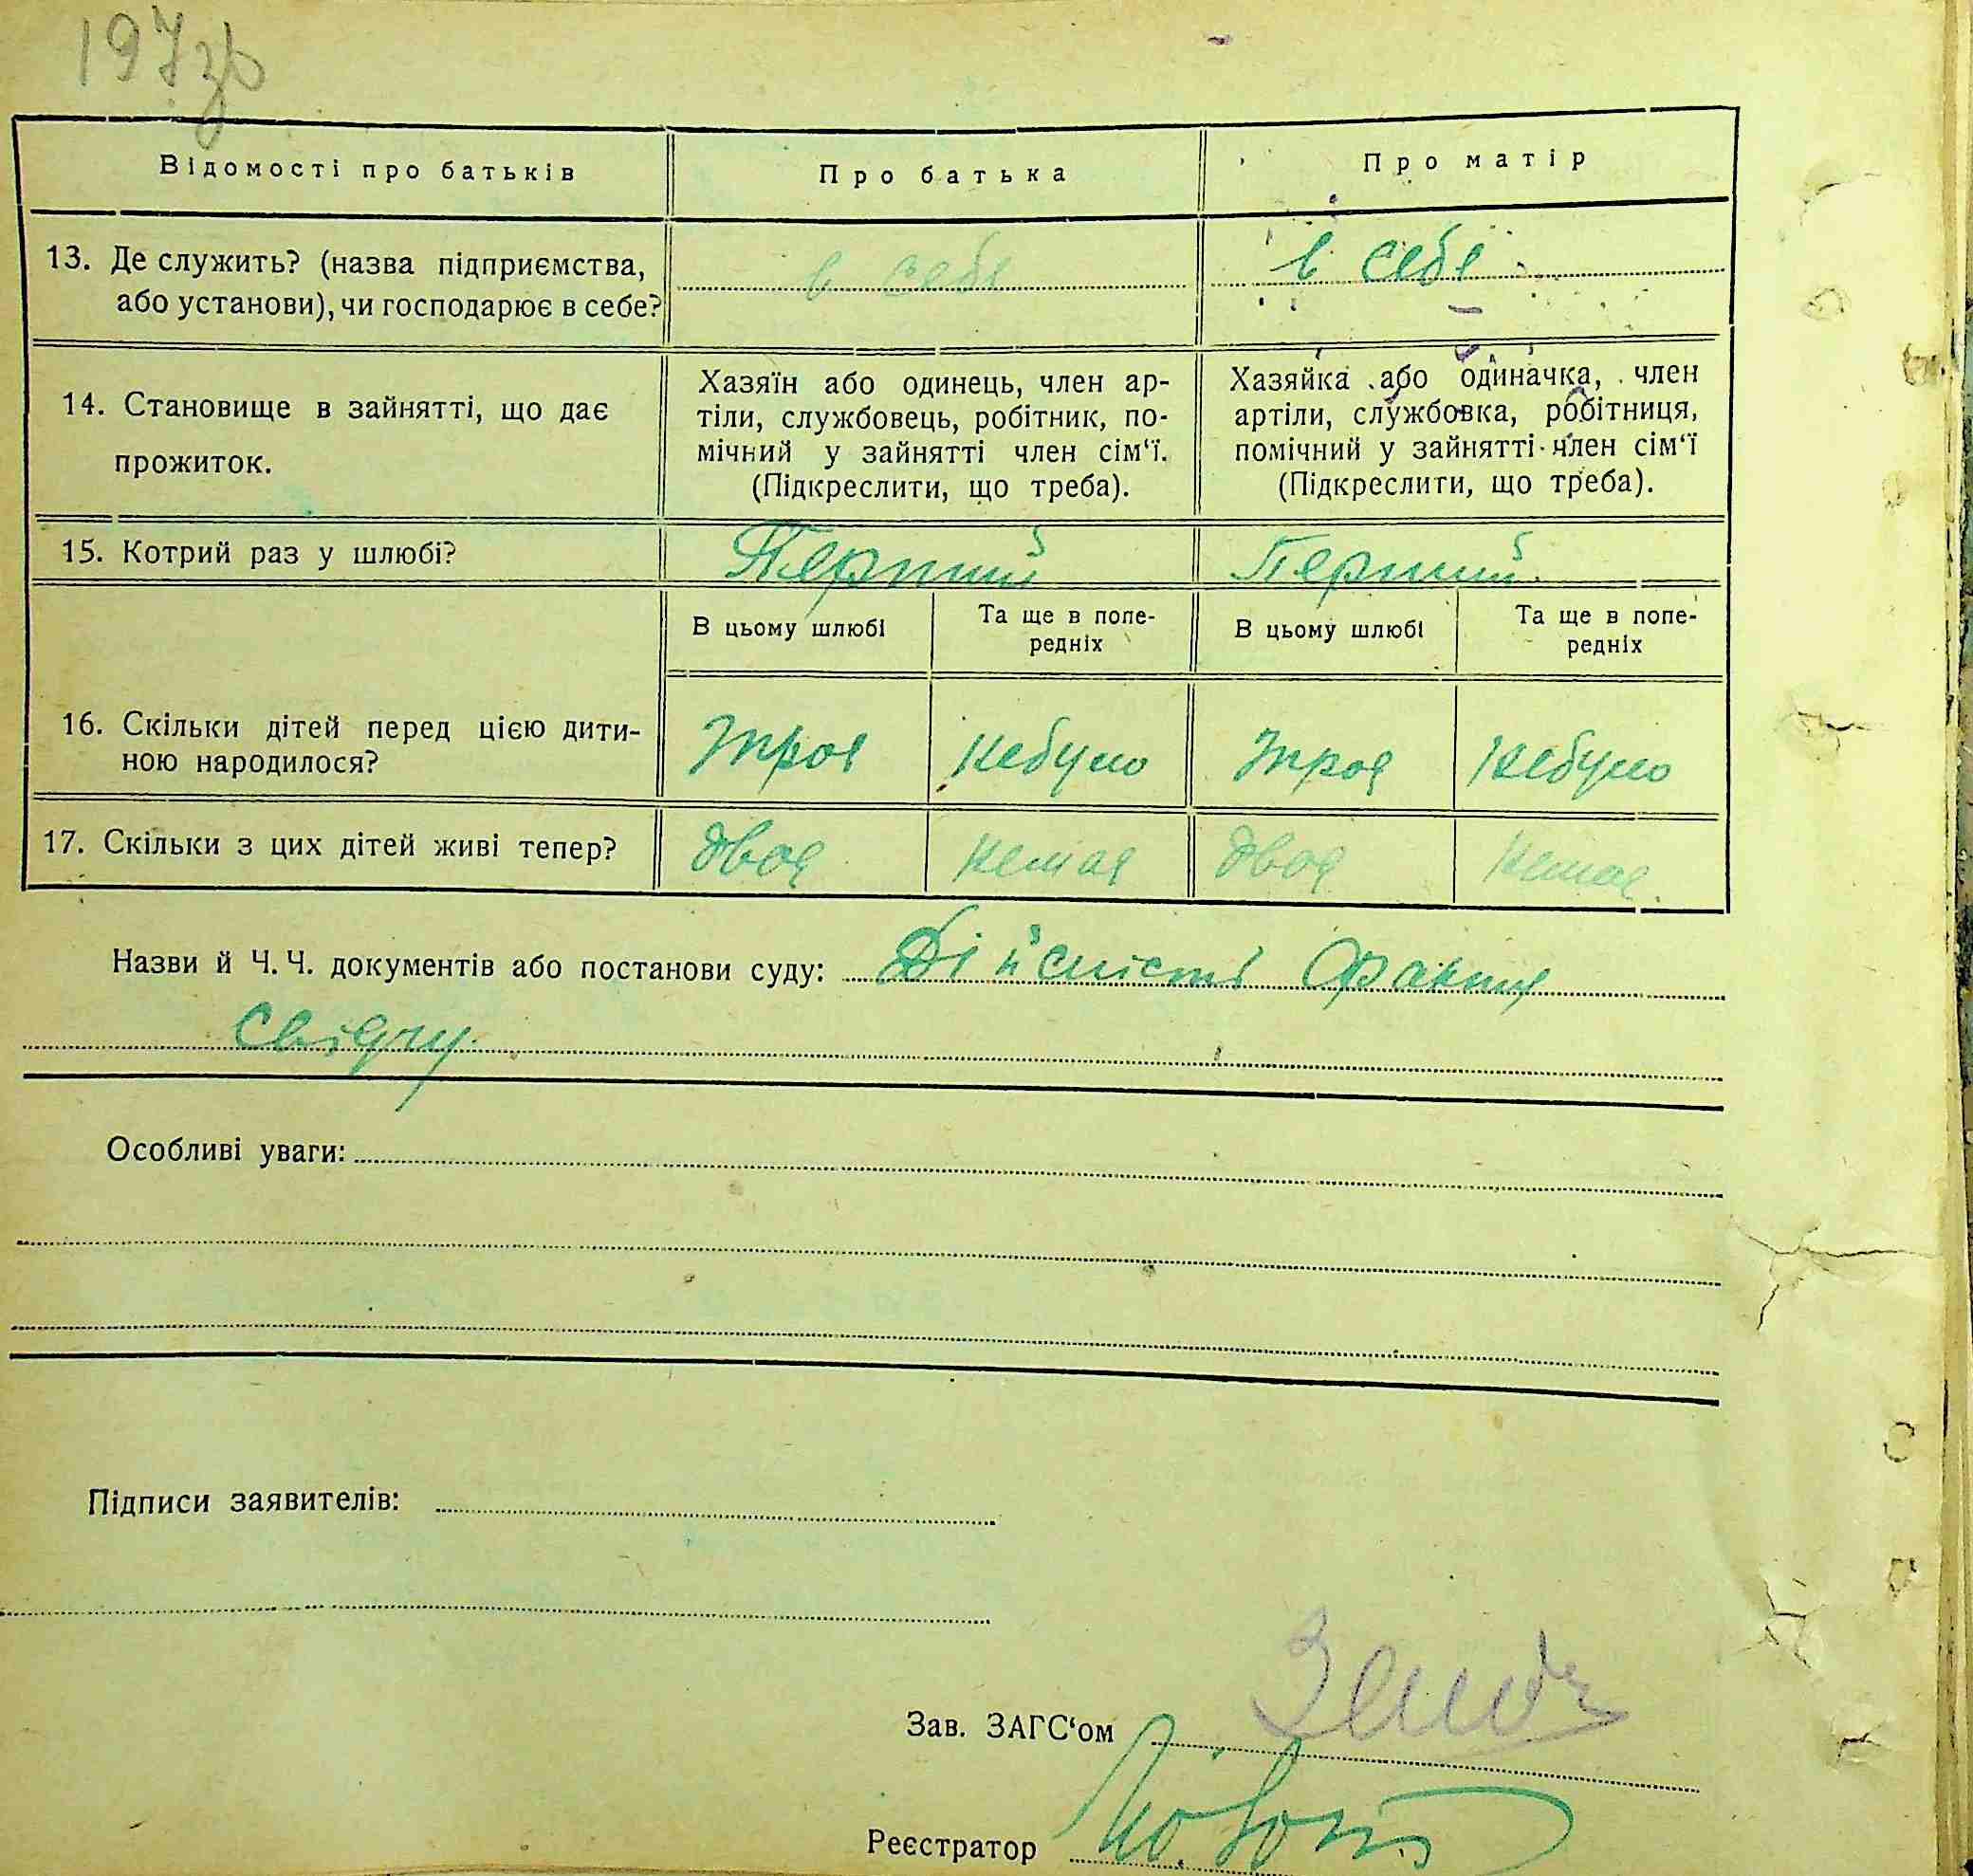 197зв
Відомості про батьків
Про батька
Про матір
13. Де служить? (назва підприємства,
або установи), чи господарює в себе?
в себе
в себе
14. Становище в зайнятті, що дає
прожиток.
Хазяїн або одинець, член ар-
тіли, службовець, робітник, по-
мічний у зайнятті член сім‘ї.
(Підкреслити, що треба).
Хазяйка або одиначка, член
артіли, службовка, робітниця,
помічний у зайнятті член сім‘ї
(Підкреслити, що треба).
15. Котрий раз у шлюбі?
Перший
Перший
В цьому шлюбі
Та ще в попе-
редніх
В цьому шлюбі
Та ще в попе-
редніх
16. Скільки дітей перед цією дити-
ною народилося?
Троє
Небуло
Троє
Небуло
17. Скільки з цих дітей живі тепер?
двоє
Немає
двоє
Немає.
Назви й Ч. Ч. документів або постанови суду: Дійсність Факту
Свідчу.
Особливі уваги:
Підписи заявителів:
Зав. ЗАГС‘ом
Реєстратор